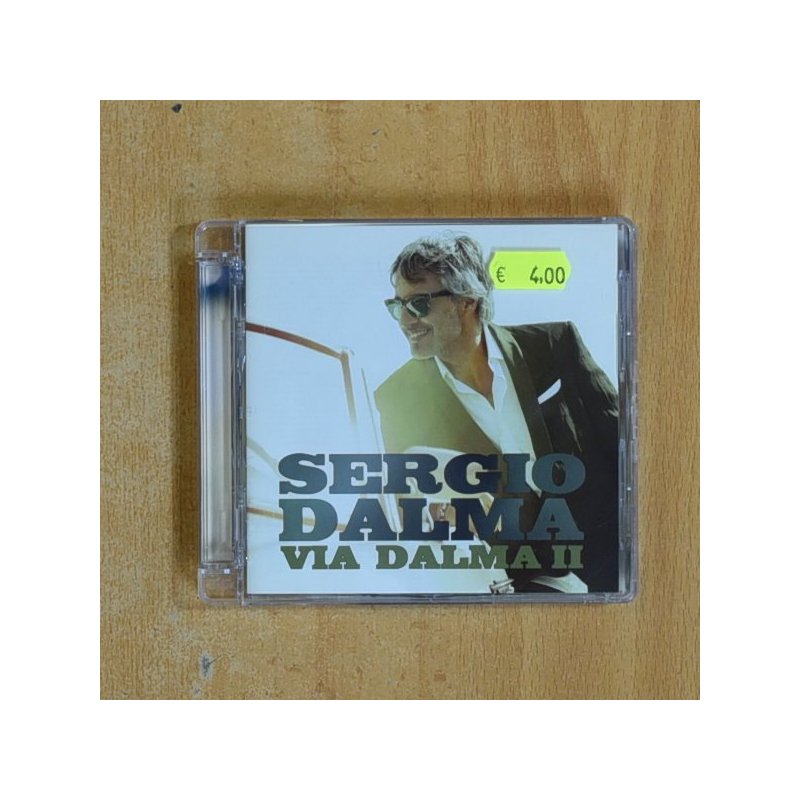 € 4,00
SERGIO
DALMA
VIA DALMA II